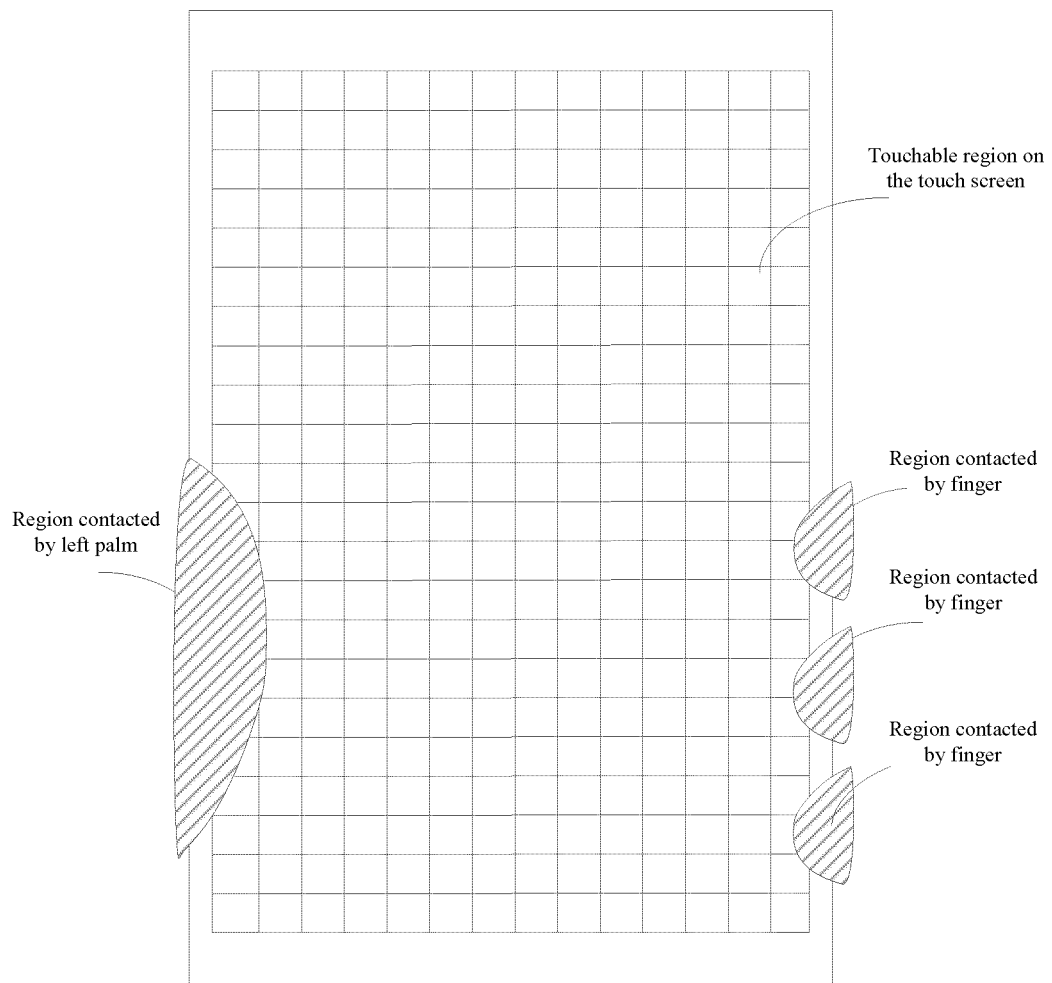 Touchable region on
the touch screen
Region contacted
by finger
Region contacted
by left palm
Region contacted
by finger
Region contacted
by finger